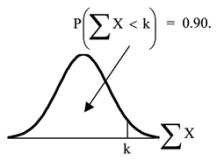 P(∑X < k) = 0.90.
k
∑X